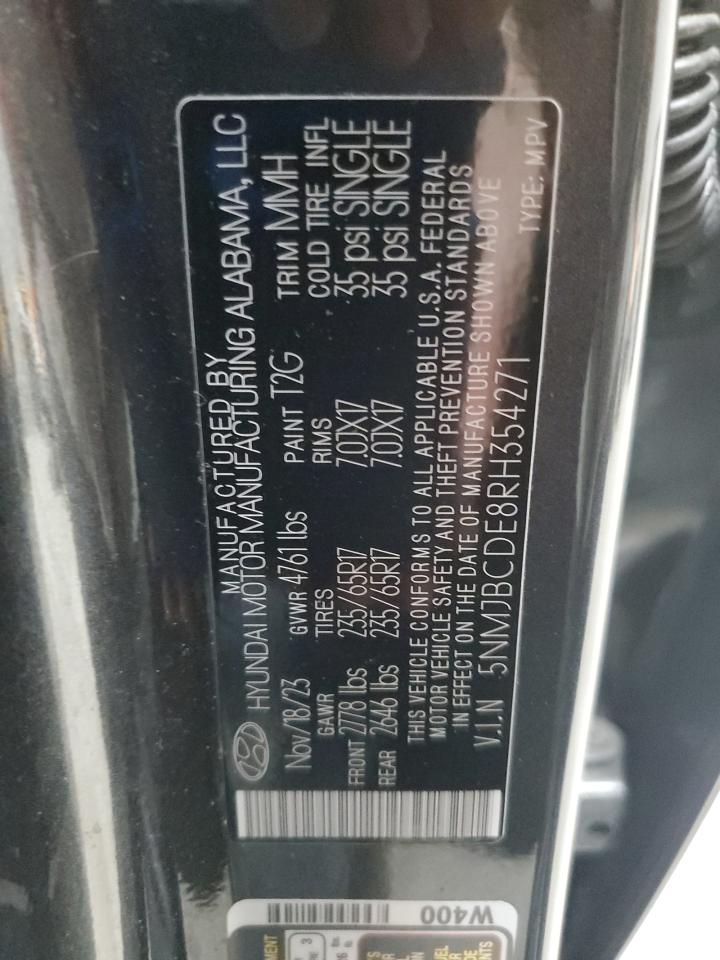 MANUFACTURED BY
HYUNDAI MOTOR MANUFACTURING ALABAMA, LLC
Nov/18/23 GVWR 4761 lbs PAINT T2G TRIM MMH
GAWR TIRES RIMS COLD TIRE INFL
FRONT 2778 lbs 235/65R17 7.0JX17 35 psi SINGLE
REAR 2646 lbs 235/65R17 7.0JX17 35 psi SINGLE
THIS VEHICLE CONFORMS TO ALL APPLICABLE U.S.A. FEDERAL
MOTOR VEHICLE SAFETY AND THEFT PREVENTION STANDARDS
IN EFFECT ON THE DATE OF MANUFACTURE SHOWN ABOVE
V.I.N 5NMJBCDE8RH354271 TYPE: MPV
W400
3